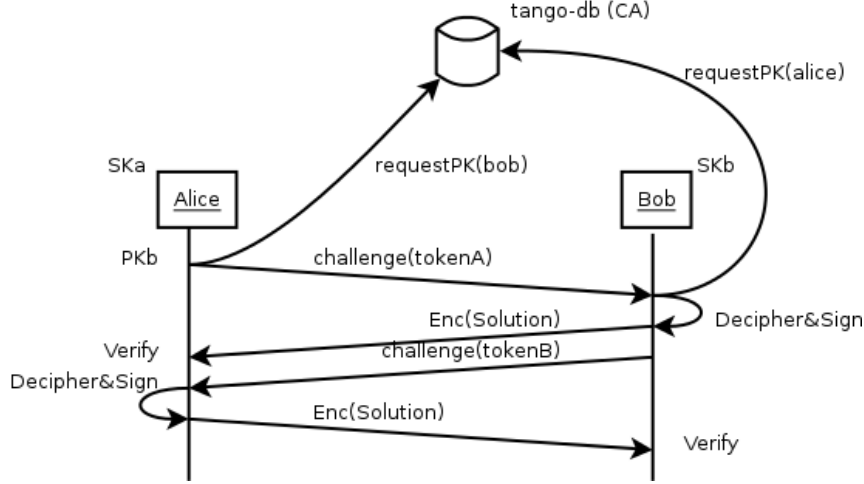 tango-db (CA)
requestPK(alice)
requestPK(bob)
SKa
SKb
Alice
Bob
PKb
challenge(tokenA)
Enc(Solution)
Decipher&Sign
Verify
challenge(tokenB)
Decipher&Sign
Enc(Solution)
Verify